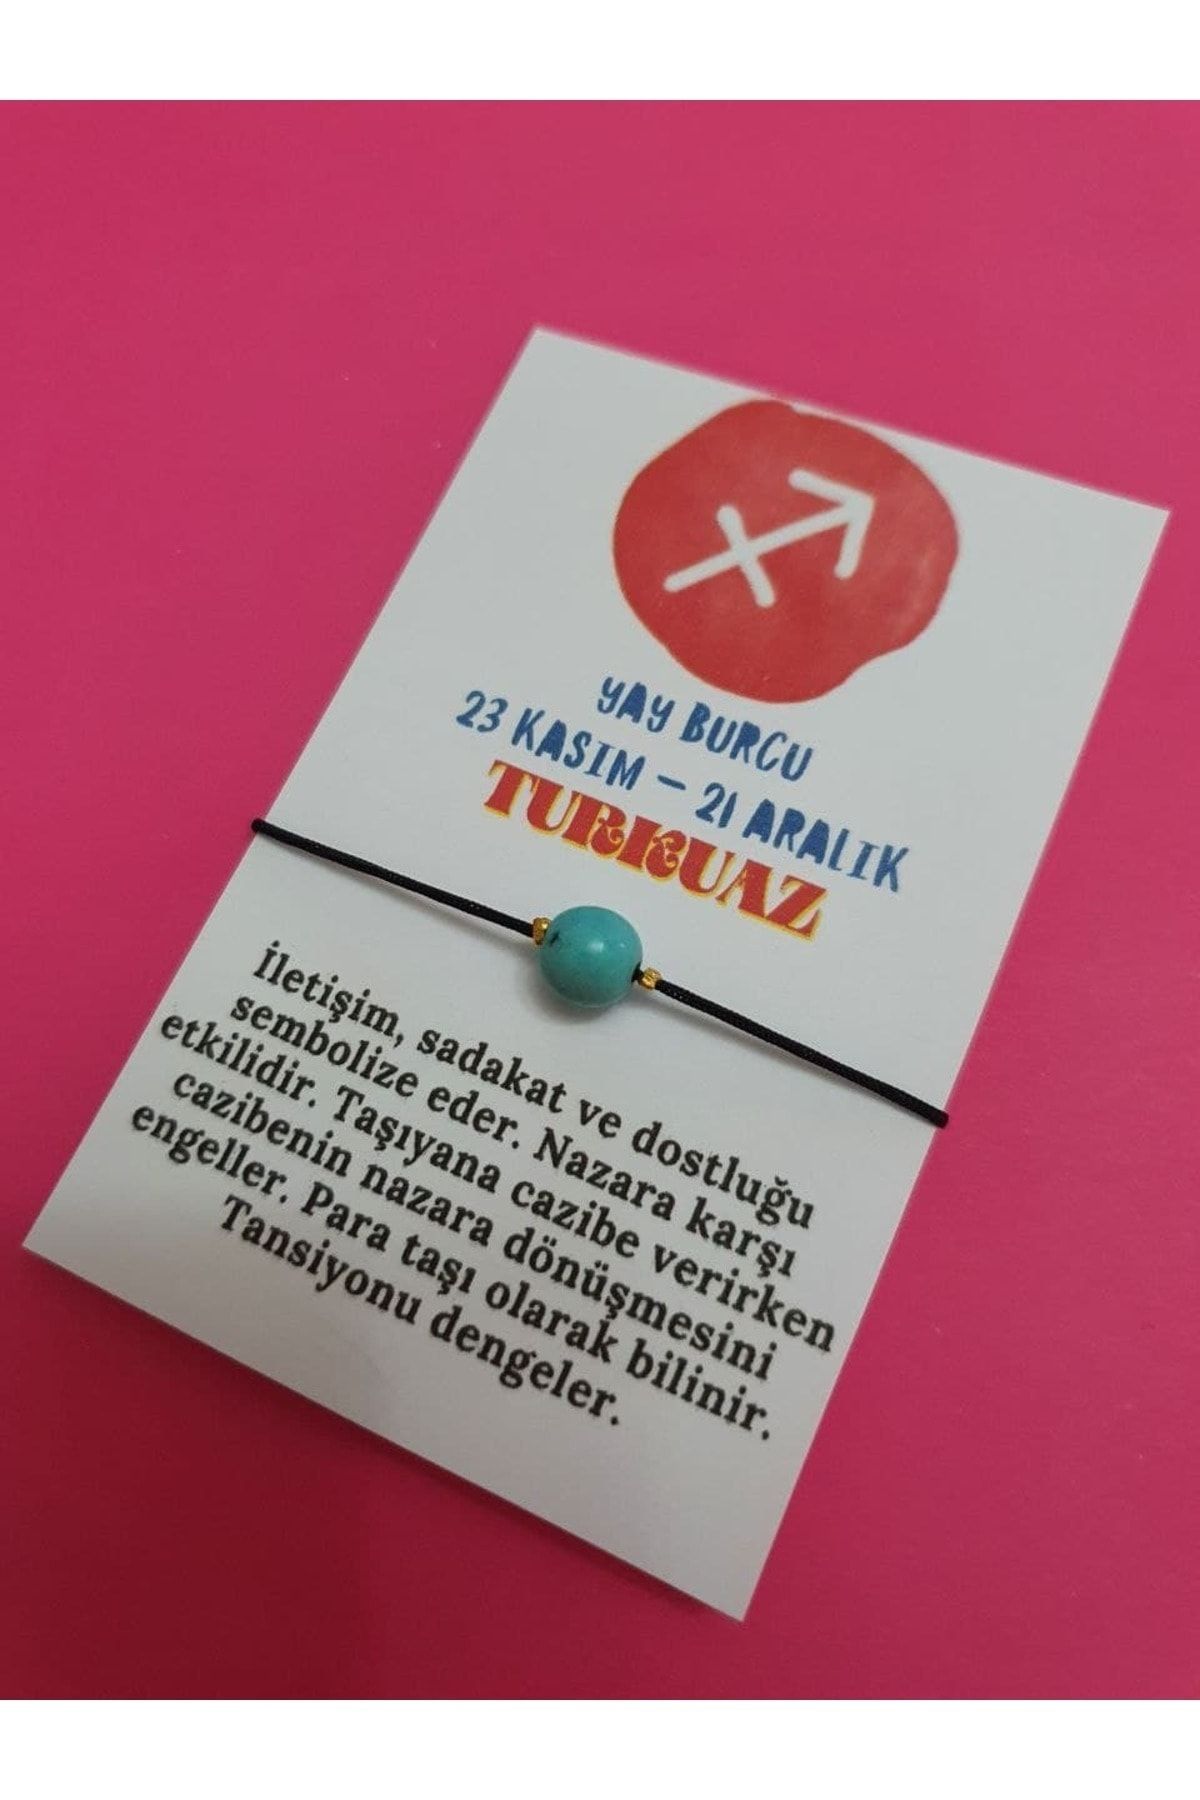 YAY BURCU
23 KASIM - 21 ARALIK
TURKUAZ
İletişim, sadakat ve dostluğu
sembolize eder. Nazara karşı
etkilidir. Taşıyana cazibe verirken
cazibenin nazara dönüşmesini
engeller. Para taşı olarak bilinir.
Tansiyonu dengeler.